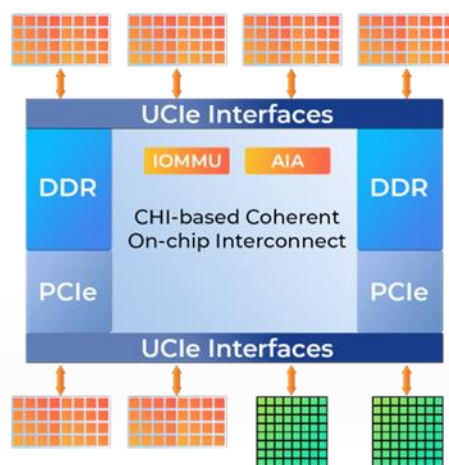 UCIe Interfaces
DDR
IOMMU
AIA
DDR
CHI-based Coherent
On-chip Interconnect
PCIe
PCIe
UCIe Interfaces